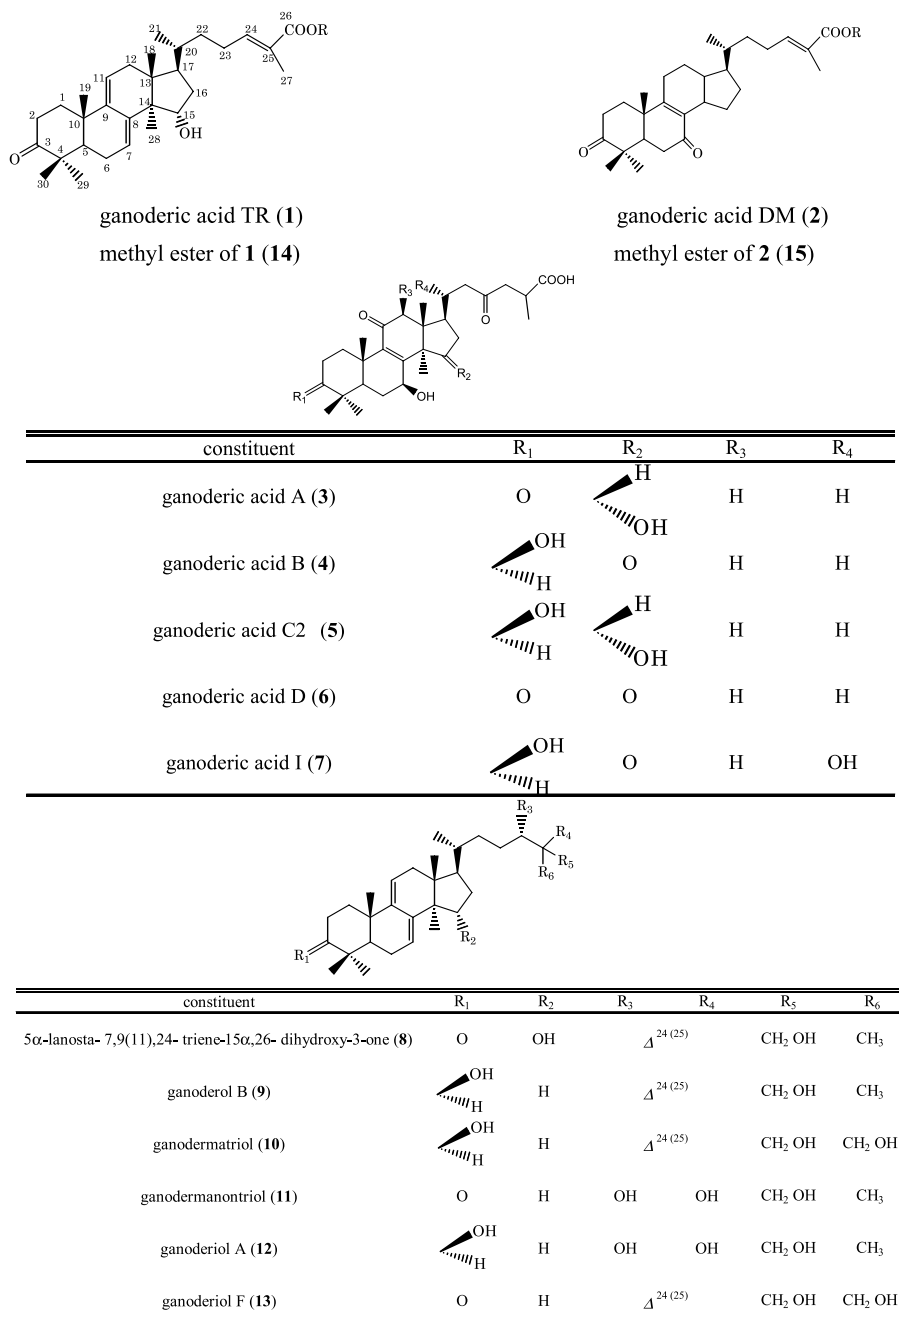 21 22 24 26 COOR
18 20 23 25 27
12 17
11 13 16
19 14 15 OH
1 9 8 28
2 10 7
3 4 5 6
O 30 29
COOR
O O
ganoderic acid TR (1) ganoderic acid DM (2)
methyl ester of 1 (14) methyl ester of 2 (15)
R3 R4 COOH
O O
R2
R1 OH
constituent R1 R2 R3 R4
ganoderic acid A (3) O H OH H H
ganoderic acid B (4) OH H O H H
ganoderic acid C2 (5) OH H H OH H H
ganoderic acid D (6) O O H H
ganoderic acid I (7) OH H O H OH
R3 R4
R5
R6
R2
R1
constituent R1 R2 R3 R4 R5 R6
5α-lanosta- 7,9(11),24- triene-15α,26- dihydroxy-3-one (8) O OH Δ24 (25) CH2 OH CH3
ganoderol B (9) OH H H Δ24 (25) CH2 OH CH3
ganodermatriol (10) OH H H Δ24 (25) CH2 OH CH2 OH
ganodermanontriol (11) O H OH OH CH2 OH CH3
ganoderiol A (12) OH H H OH OH CH2 OH CH3
ganoderiol F (13) O H Δ24 (25) CH2 OH CH2 OH